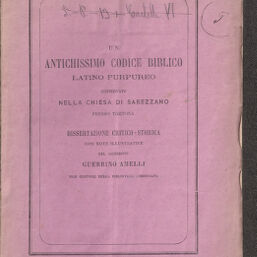 UN
ANTICHISSIMO CODICE BIBLICO
LATINO PURPUREO
CONSERVATO
NELLA CHIESA DI SAREZZANO
PRESSO TORTONA
DISSERTAZIONE CRITICO-STORICA
CON NOTE ILLUSTRATIVE
DEL SACERDOTE
GUERRINO AMELLI